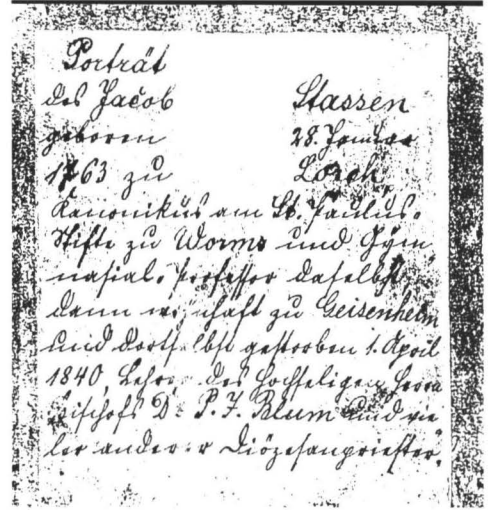 Porträt
des Jacob Stassen
geboren 28. Januar
1763 zu Lorch
Kanonikus am St. Paulus-
Stifte zu Worms und Gym
nasial-Professor daselbst,
dann wohnhaft zu Geisenheim
und dortselbst gestorben 1. April
1840, Lehrer des hochseligen Herrn
Bischofs D. P. J. Blum und vie
ler anderer Diözesanpriester.